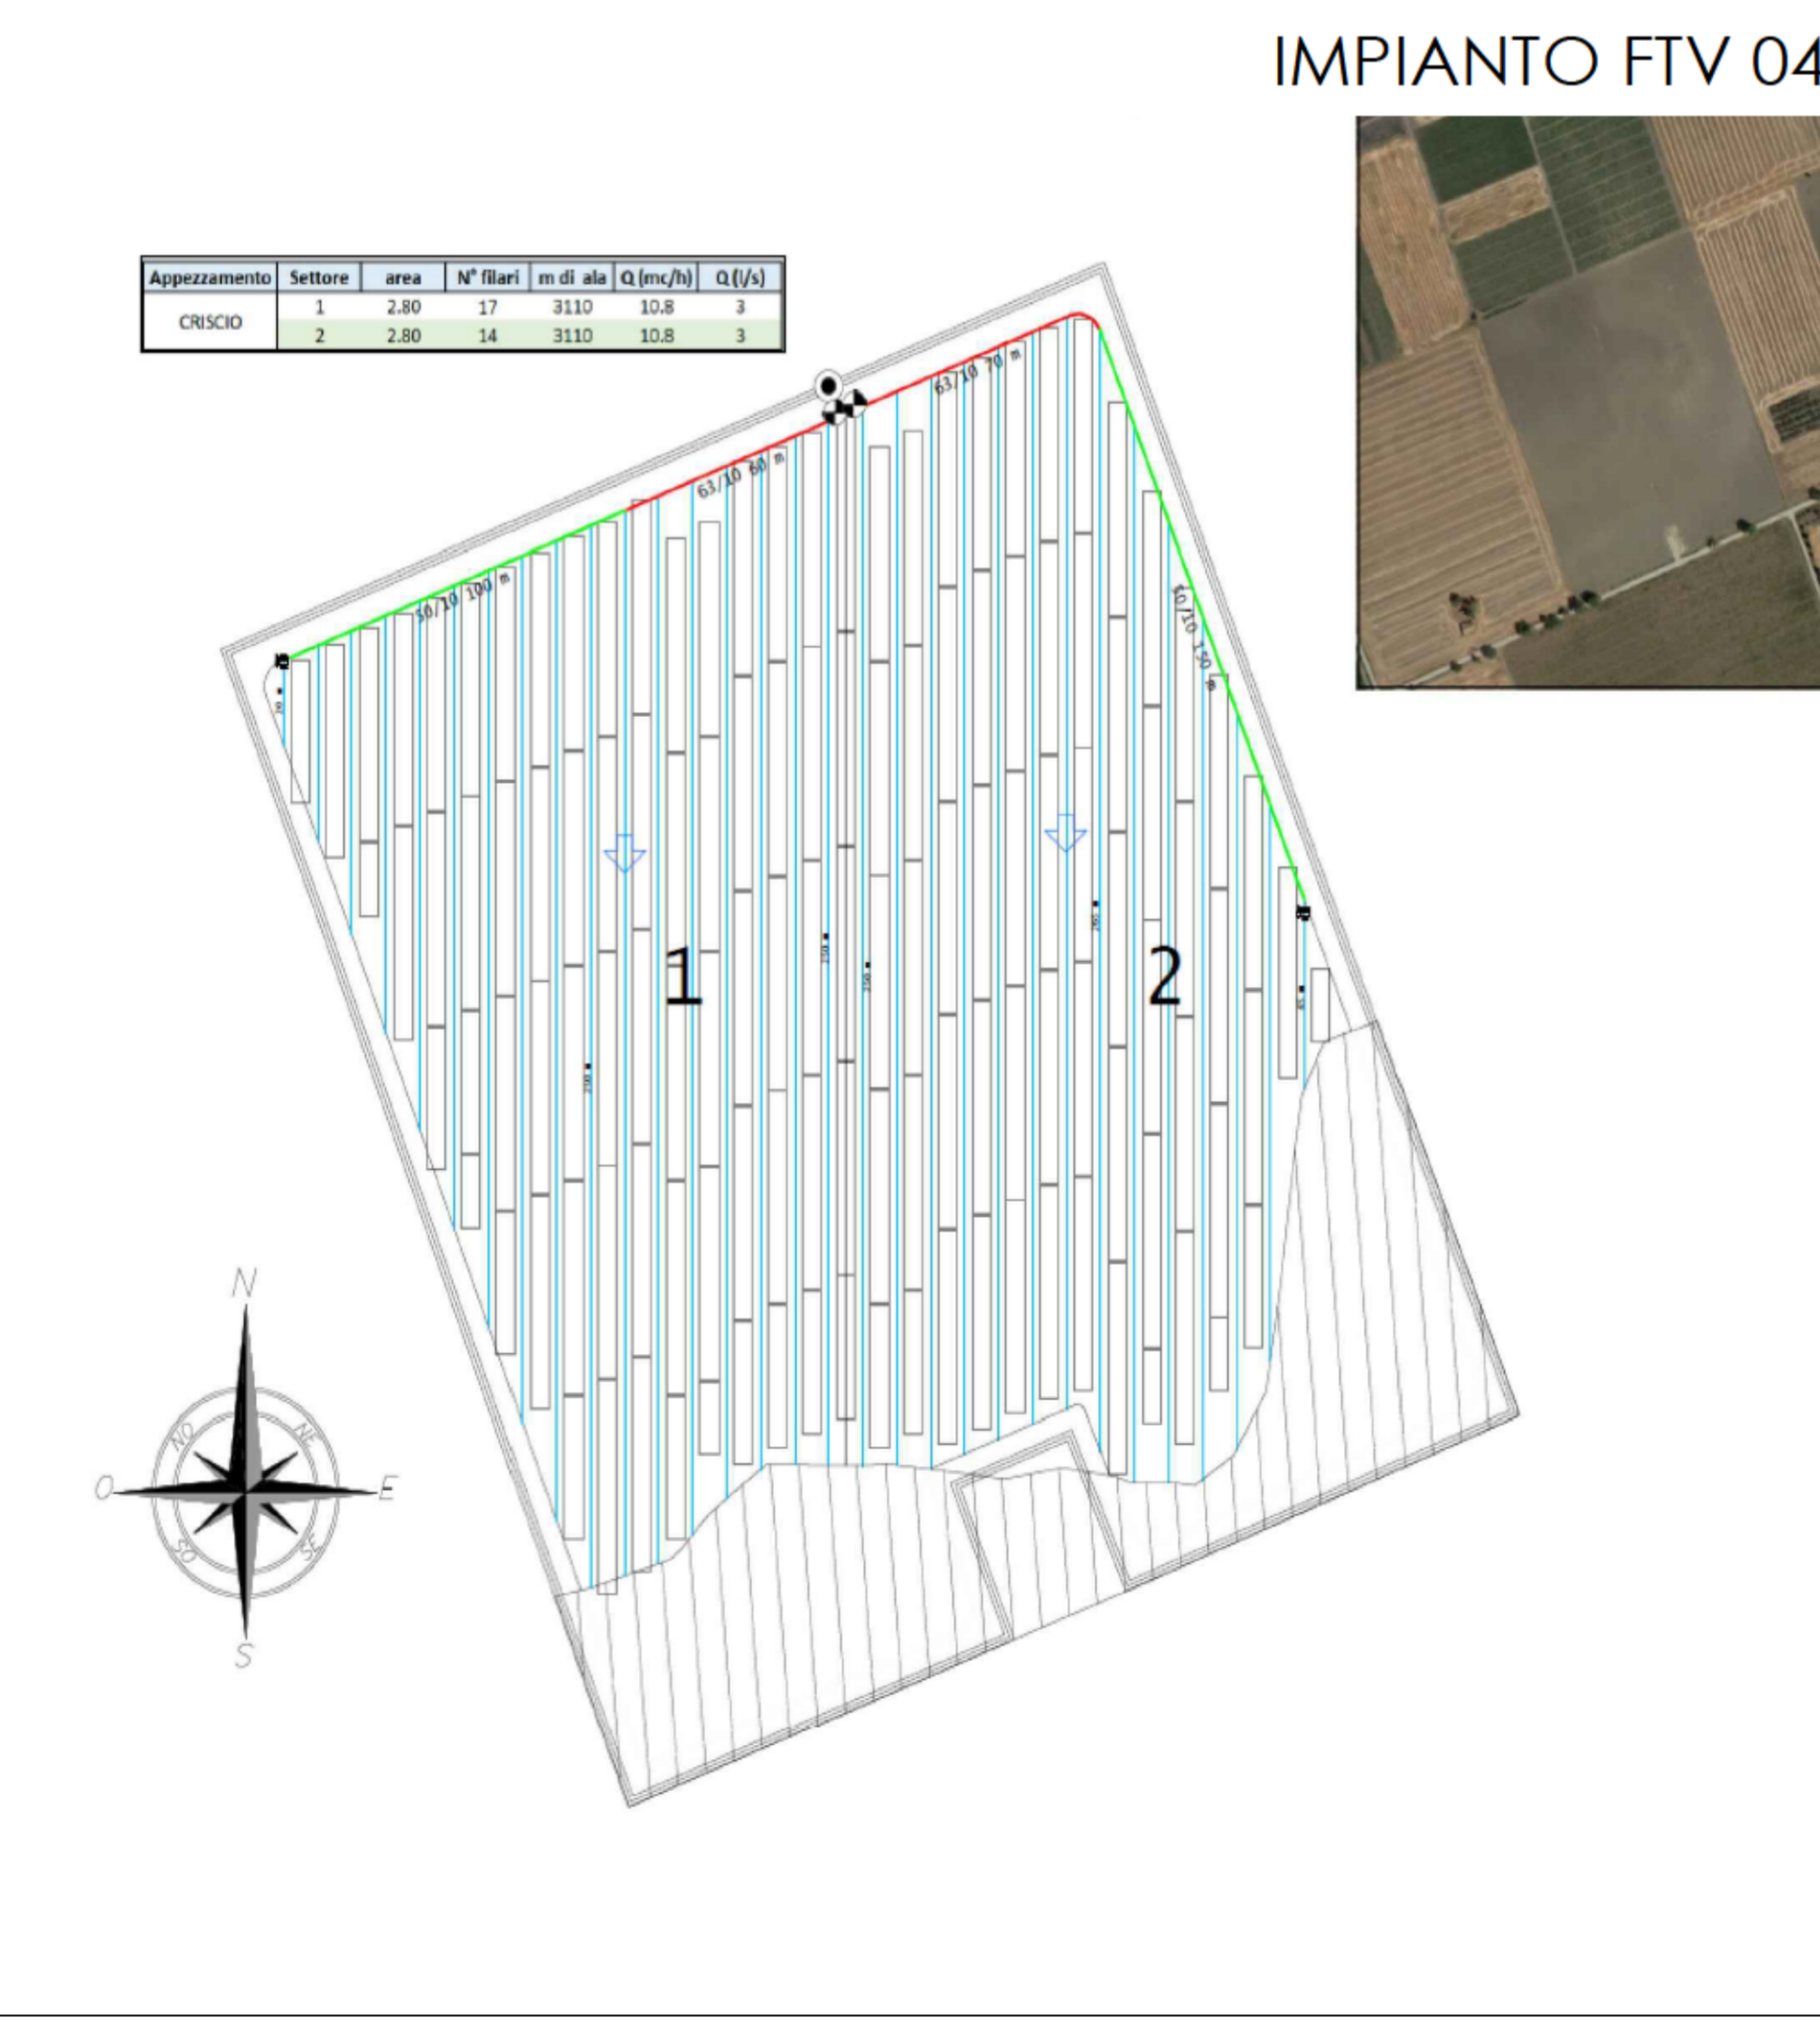 IMPIANTO FTV 04
Appezzamento Settore area N° filari m di ala Q (mc/h) Q (l/s)
CRISCIO
1 2.80 17 3110 10.8 3
2 2.80 14 3110 10.8 3
63/10 70 m
63/10 60 m
50/10 100 m
50/10 150 m
1
2
N
NO
NE
O
E
SO
SE
S